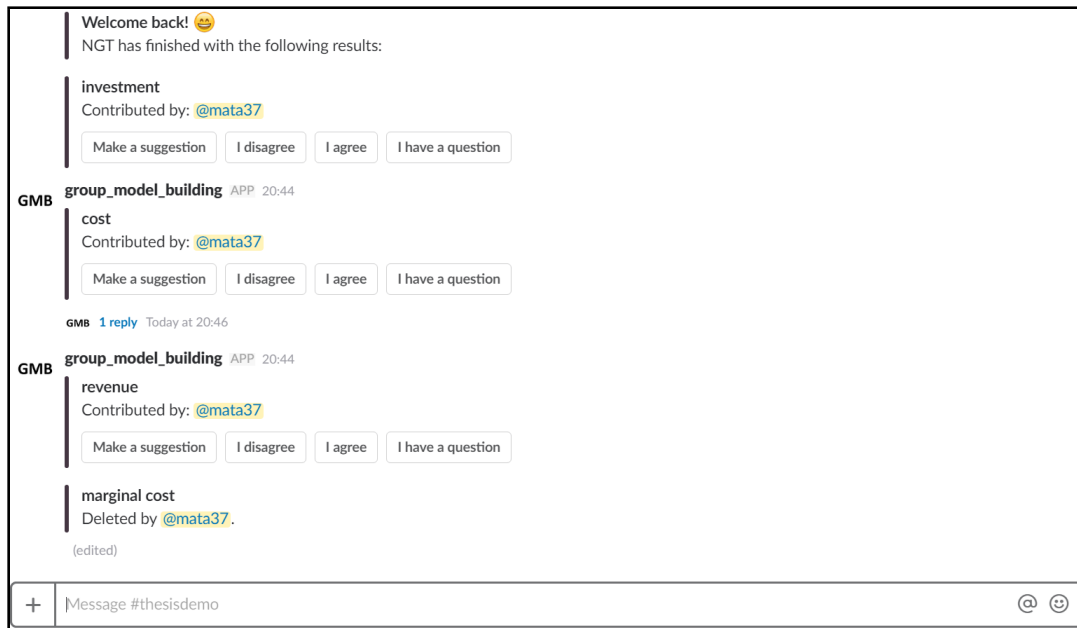 Welcome back! 😄
NGT has finished with the following results:
investment
Contributed by: @mata37
Make a suggestion I disagree I agree I have a question
GMB group_model_building APP 20:44
cost
Contributed by: @mata37
Make a suggestion I disagree I agree I have a question
GMB 1 reply Today at 20:46
GMB group_model_building APP 20:44
revenue
Contributed by: @mata37
Make a suggestion I disagree I agree I have a question
marginal cost
Deleted by @mata37.
(edited)
+ Message #thesisdemo @